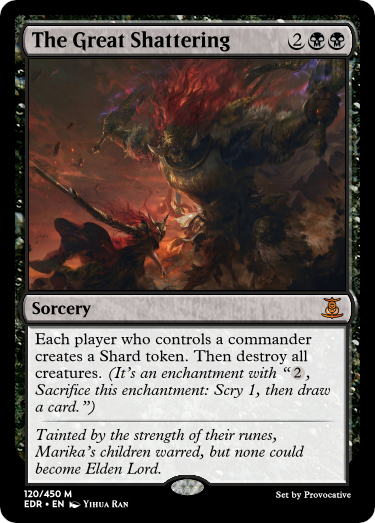 The Great Shattering 2
Sorcery
Each player who controls a commander
creates a Shard token. Then destroy all
creatures. (It's an enchantment with “2,
Sacrifice this enchantment: Scry 1, then draw
a card.”)
Tainted by the strength of their runes,
Marika's children warred, but none could
become Elden Lord.
120/450 M
EDR • EN Yihua Ran
Set by Provocative